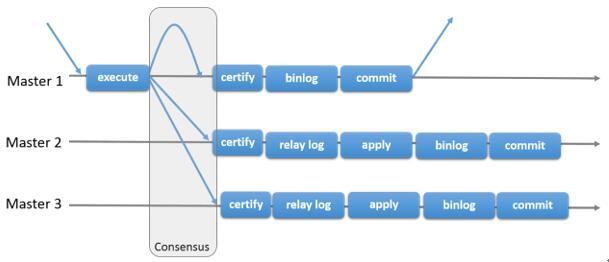 Master 1 execute certify binlog commit
Master 2 certify relay log apply binlog commit
Master 3 certify relay log apply binlog commit
Consensus